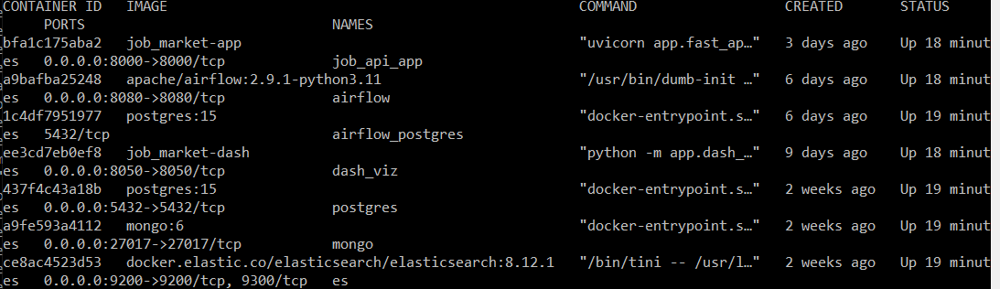 CONTAINER ID   IMAGE                                                 COMMAND                  CREATED        STATUS
     PORTS                              NAMES
bfa1c175aba2   job_market-app                                        "uvicorn app.fast_ap…"   3 days ago     Up 18 minut
es   0.0.0.0:8000->8000/tcp             job_api_app
a9bafba25248   apache/airflow:2.9.1-python3.11                       "/usr/bin/dumb-init …"   6 days ago     Up 18 minut
es   0.0.0.0:8080->8080/tcp             airflow
1c4df7951977   postgres:15                                           "docker-entrypoint.s…"   6 days ago     Up 19 minut
es   5432/tcp                           airflow_postgres
ee3cd7eb0ef8   job_market-dash                                       "python -m app.dash_…"   9 days ago     Up 18 minut
es   0.0.0.0:8050->8050/tcp             dash_viz
437f4c43a18b   postgres:15                                           "docker-entrypoint.s…"   2 weeks ago    Up 19 minut
es   0.0.0.0:5432->5432/tcp             postgres
a9fe593a4112   mongo:6                                               "docker-entrypoint.s…"   2 weeks ago    Up 19 minut
es   0.0.0.0:27017->27017/tcp           mongo
ce8ac4523d53   docker.elastic.co/elasticsearch/elasticsearch:8.12.1   "/bin/tini -- /usr/l…"   2 weeks ago    Up 19 minut
es   0.0.0.0:9200->9200/tcp, 9300/tcp   es